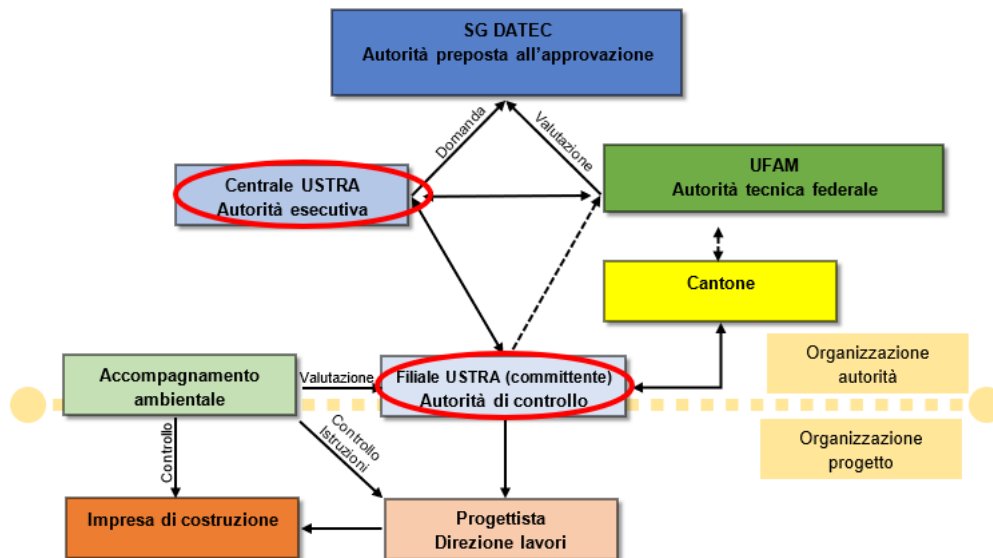 SG DATEC
Autorità preposta all'approvazione
Domanda
Valutazione
Centrale USTRA
Autorità esecutiva
UFAM
Autorità tecnica federale
Cantone
Organizzazione
autorità
Accompagnamento
ambientale
Valutazione
Filiale USTRA (committente)
Autorità di controllo
Organizzazione
progetto
Controllo
Controllo
Istruzioni
Impresa di costruzione
Progettista
Direzione lavori